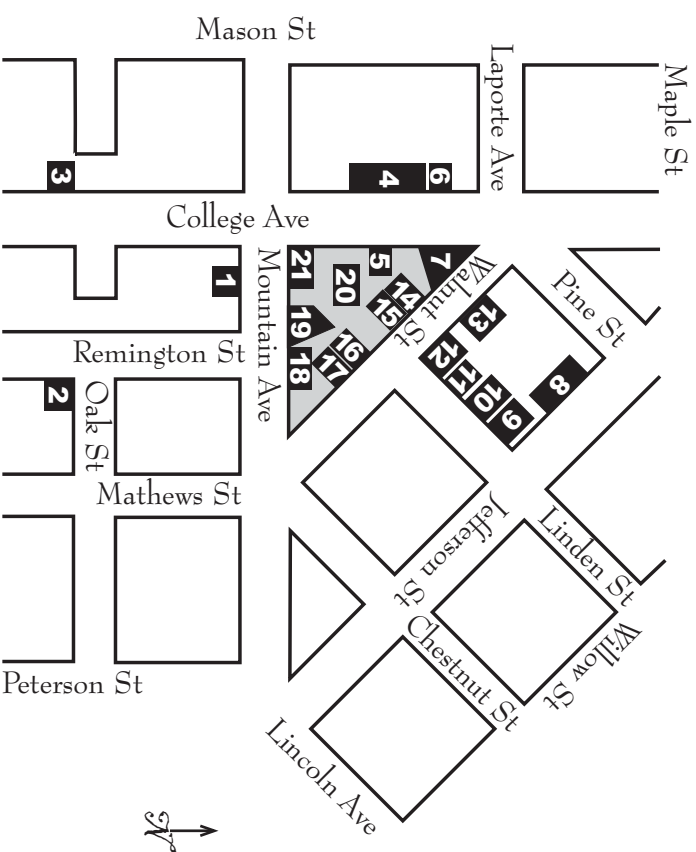 Mason St
Laporte Ave
Maple St
3
4
6
College Ave
Mountain Ave
1
21
20
5
7
14
15
19
16
17
18
Walnut St
Pine St
13
12
11
10
9
8
Remington St
2
Oak St
Mathews St
Jefferson St
Linden St
Willow St
Chestnut St
Peterson St
Lincoln Ave
N